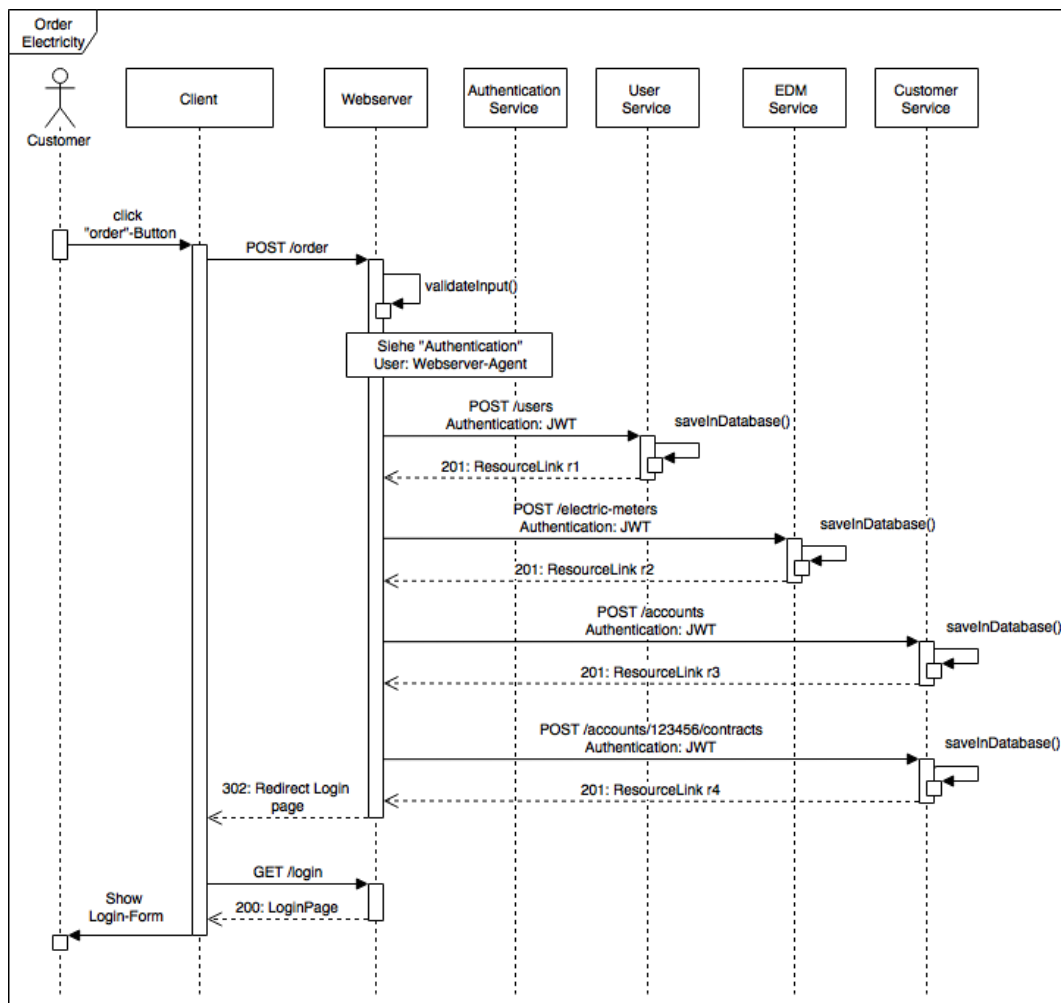 Order
Electricity
Customer
Client
Webserver
Authentication
Service
User
Service
EDM
Service
Customer
Service
click
"order"-Button
POST /order
validateInput()
Siehe "Authentication"
User: Webserver-Agent
POST /users
Authentication: JWT
saveInDatabase()
201: ResourceLink r1
POST /electric-meters
Authentication: JWT
saveInDatabase()
201: ResourceLink r2
POST /accounts
Authentication: JWT
saveInDatabase()
201: ResourceLink r3
POST /accounts/123456/contracts
Authentication: JWT
saveInDatabase()
201: ResourceLink r4
302: Redirect Login
page
GET /login
200: LoginPage
Show
Login-Form